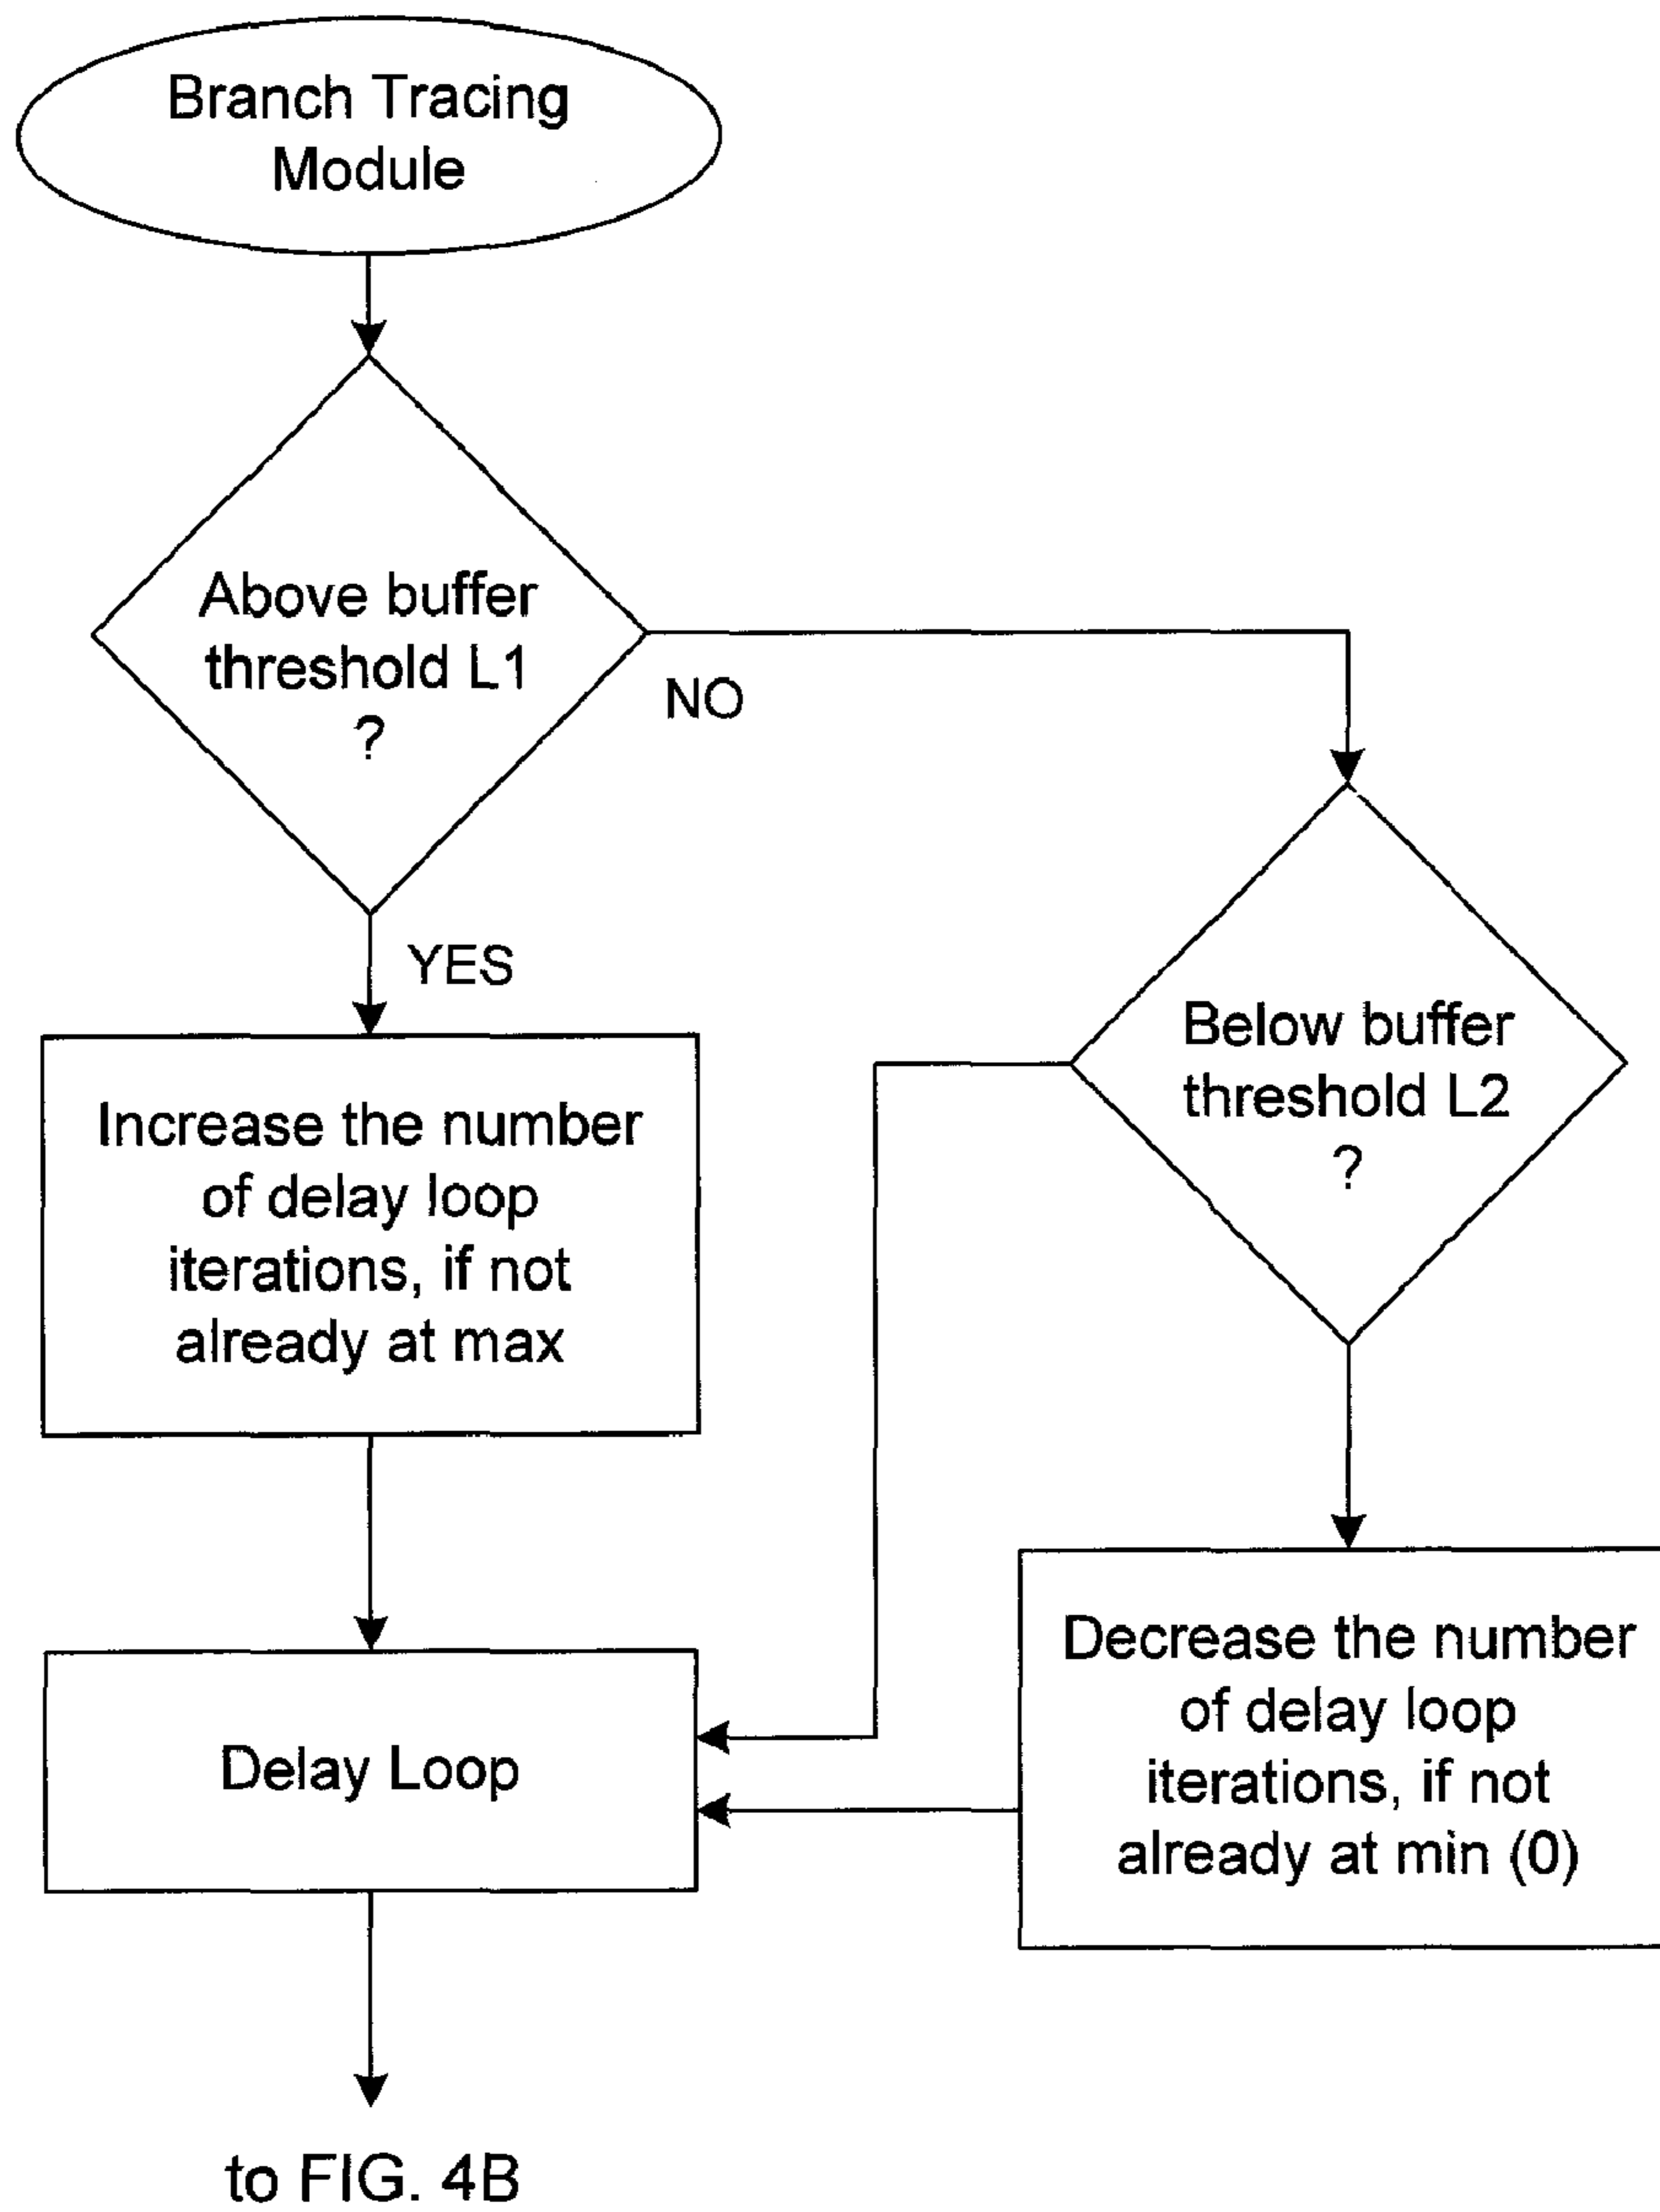 Branch Tracing
Module
Above buffer
threshold L1
?
NO
YES
Below buffer
threshold L2
?
Increase the number
of delay loop
iterations, if not
already at max
Decrease the number
of delay loop
iterations, if not
already at min (0)
Delay Loop
to FIG. 4B